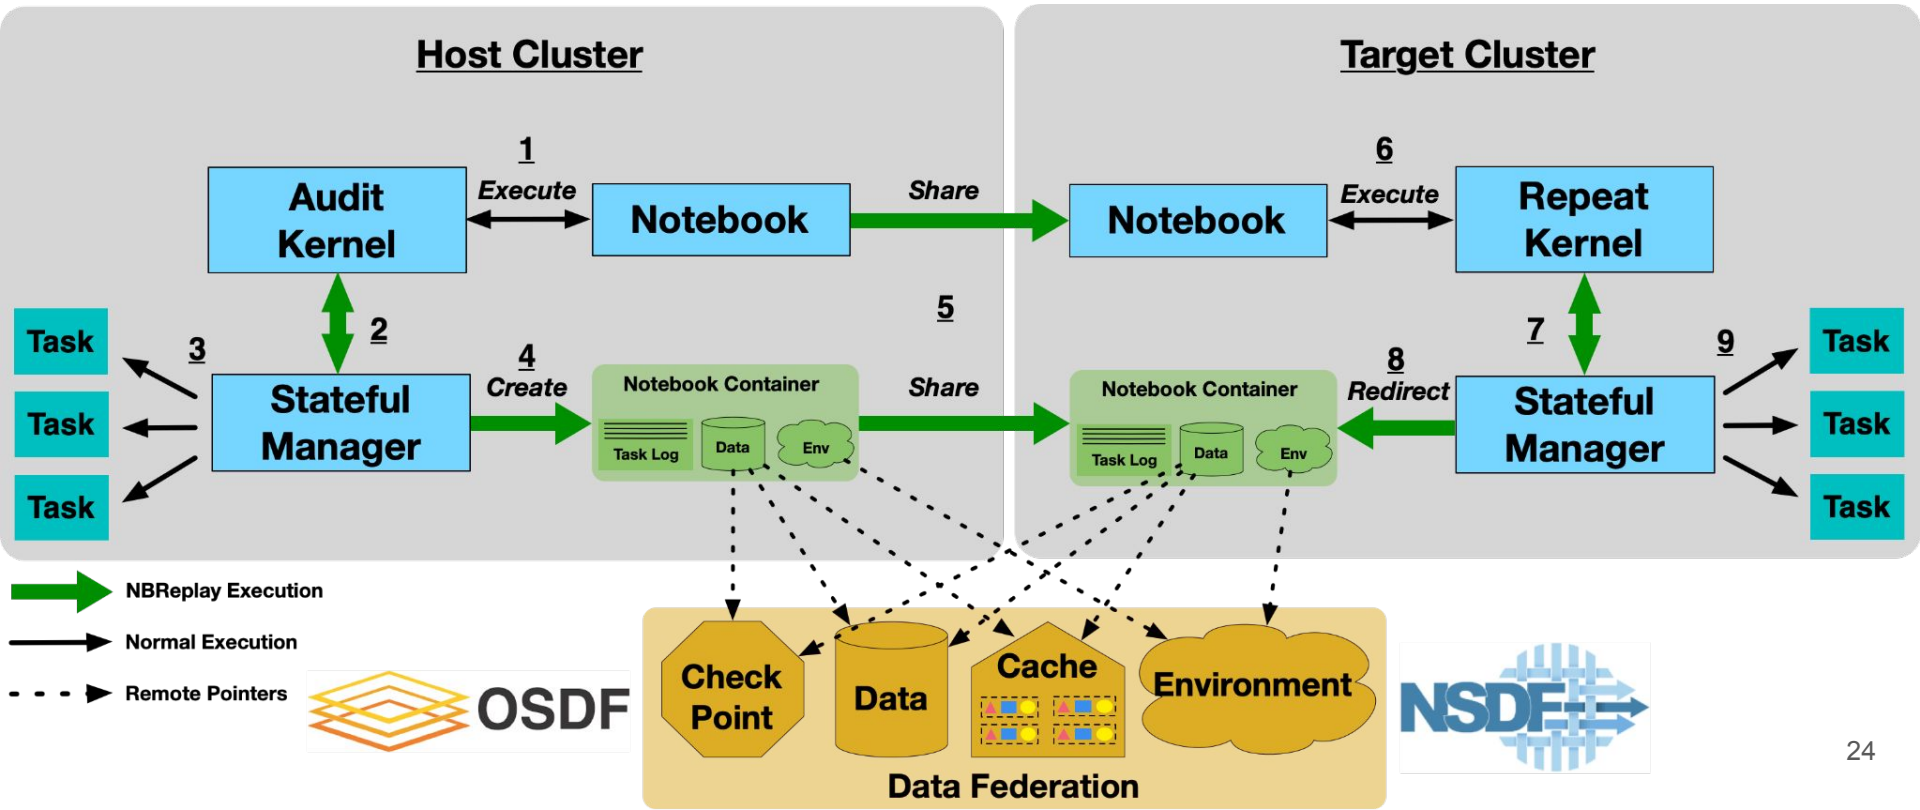 Host Cluster
Target Cluster
1
Execute
Audit
Kernel
Notebook
Share
Notebook
6
Execute
Repeat
Kernel
2
3
Task
Task
Task
Stateful
Manager
4
Create
Notebook Container
Task Log
Data
Env
5
Share
Notebook Container
Task Log
Data
Env
8
Redirect
7
Stateful
Manager
9
Task
Task
Task
NBReplay Execution
Normal Execution
Remote Pointers
OSDF
Check
Point
Data
Cache
Environment
Data Federation
NSDF
24